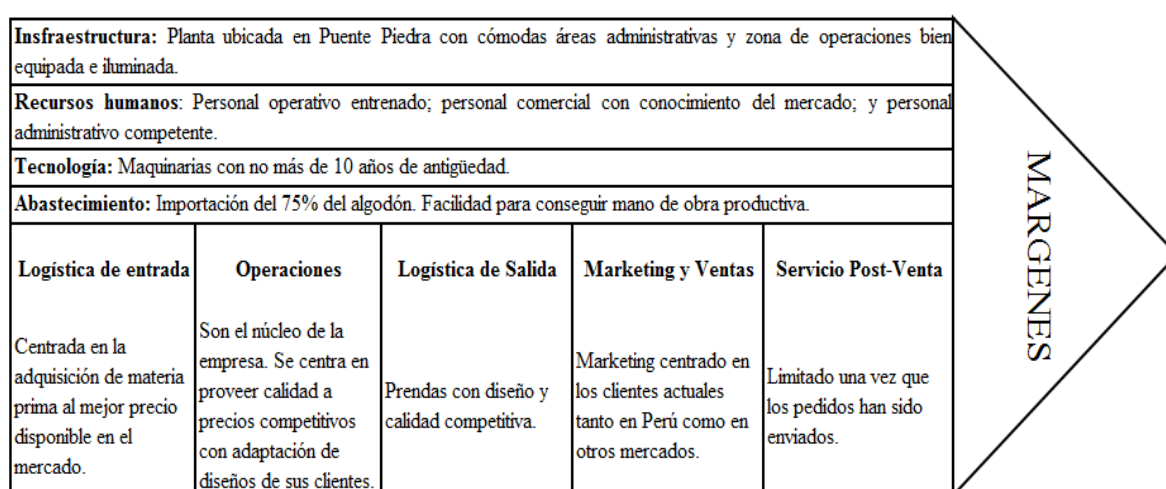 Insfraestructura: Planta ubicada en Puente Piedra con cómodas áreas administrativas y zona de operaciones bien
equipada e iluminada.
Recursos humanos: Personal operativo entrenado; personal comercial con conocimiento del mercado; y personal
administrativo competente.
Tecnología: Maquinarias con no más de 10 años de antigüedad.
Abastecimiento: Importación del 75% del algodón. Facilidad para conseguir mano de obra productiva.
Logística de entrada
Centrada en la
adquisición de materia
prima al mejor precio
disponible en el
mercado.
Operaciones
Son el núcleo de la
empresa. Se centra en
proveer calidad a
precios competitivos
con adaptación de
diseños de sus clientes.
Logística de Salida
Prendas con diseño y
calidad competitiva.
Marketing y Ventas
Marketing centrado en
los clientes actuales
tanto en Perú como en
otros mercados.
Servicio Post-Venta
Limitado una vez que
los pedidos han sido
enviados.
MARGENES